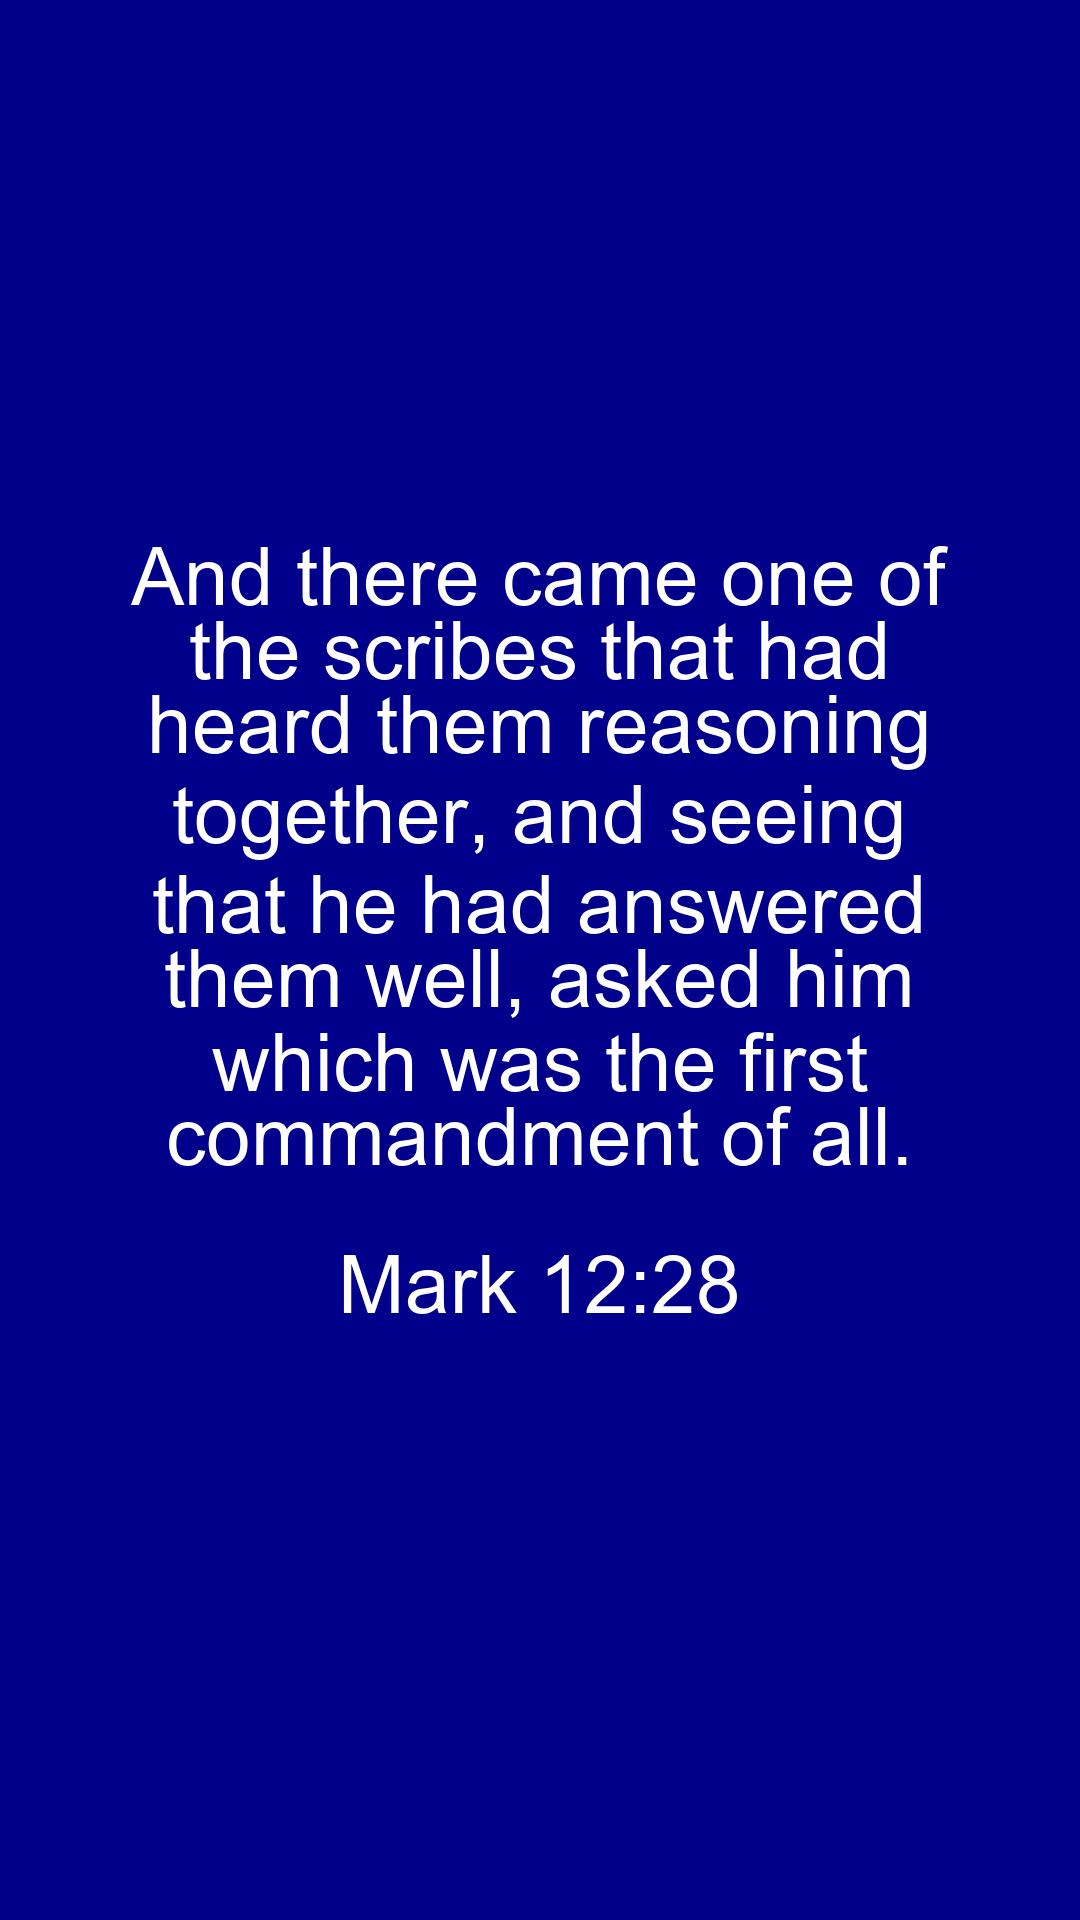 And there came one of
the scribes that had
heard them reasoning
together, and seeing
that he had answered
them well, asked him
which was the first
commandment of all.
Mark 12:28